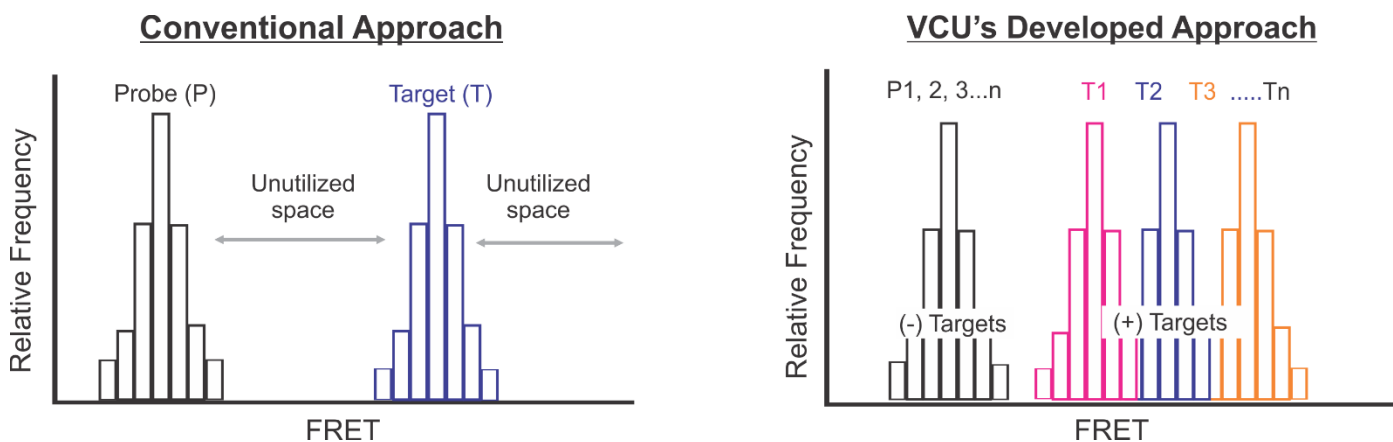 Conventional Approach
Probe (P)
Target (T)
Unutilized
space
Unutilized
space
Relative Frequency
FRET
VCU's Developed Approach
P1, 2, 3...n
T1
T2
T3
.....Tn
(-) Targets
(+) Targets
Relative Frequency
FRET